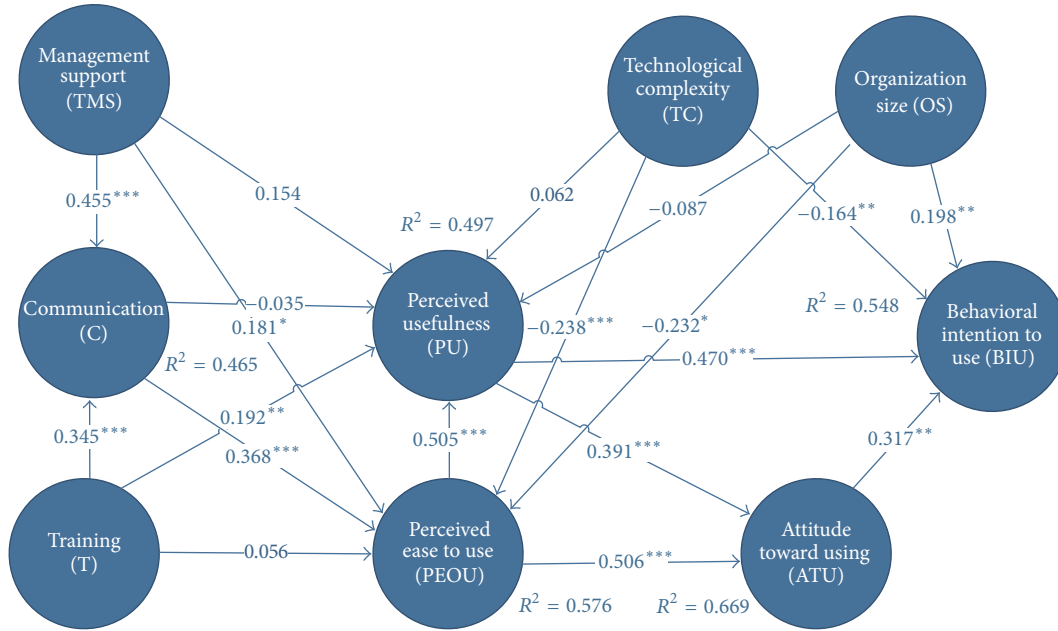 Management
support
(TMS)
Technological
complexity
(TC)
Organization
size (OS)
0.455***
0.154
0.062
−0.087
−0.164**
0.198**
R² = 0.497
Communication
(C)
−0.035
0.181*
Perceived
usefulness
(PU)
−0.238***
−0.232*
R² = 0.548
Behavioral
intention to
use (BIU)
R² = 0.465
0.470***
0.345***
0.192**
0.368***
0.505***
0.391***
0.317**
Training
(T)
0.056
Perceived
ease to use
(PEOU)
0.506***
Attitude
toward using
(ATU)
R² = 0.576
R² = 0.669